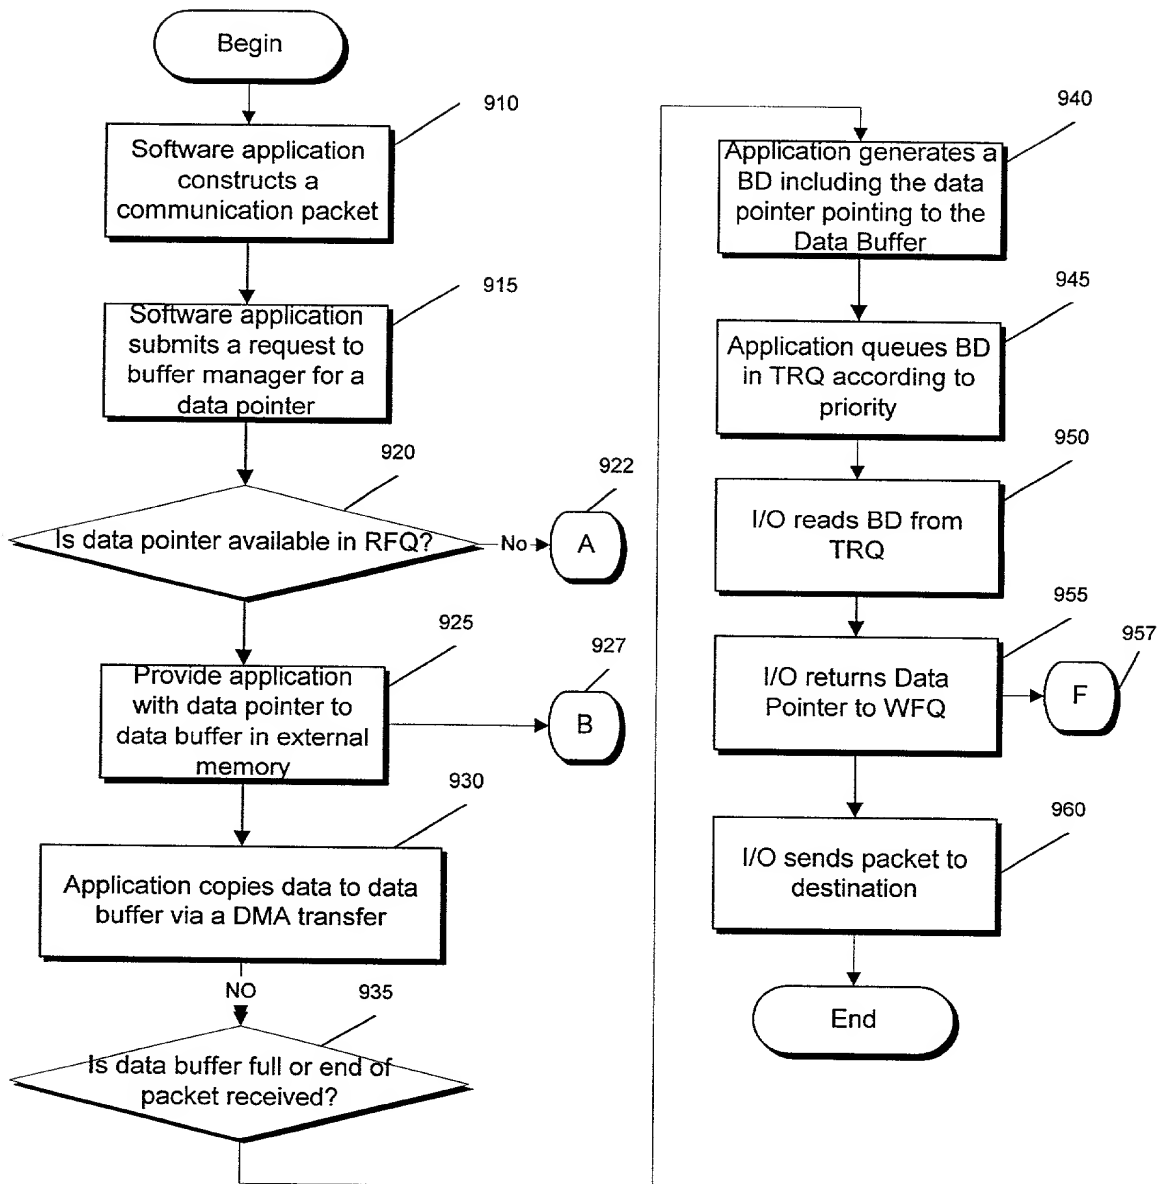 Begin
910
Software application
constructs a
communication packet
915
Software application
submits a request to
buffer manager for a
data pointer
920
Is data pointer available in RFQ?
No
922
A
925
Provide application
with data pointer to
data buffer in external
memory
927
B
930
Application copies data to data
buffer via a DMA transfer
NO
935
Is data buffer full or end of
packet received?
940
Application generates a
BD including the data
pointer pointing to the
Data Buffer
945
Application queues BD
in TRQ according to
priority
950
I/O reads BD from
TRQ
955
I/O returns Data
Pointer to WFQ
957
F
960
I/O sends packet to
destination
End